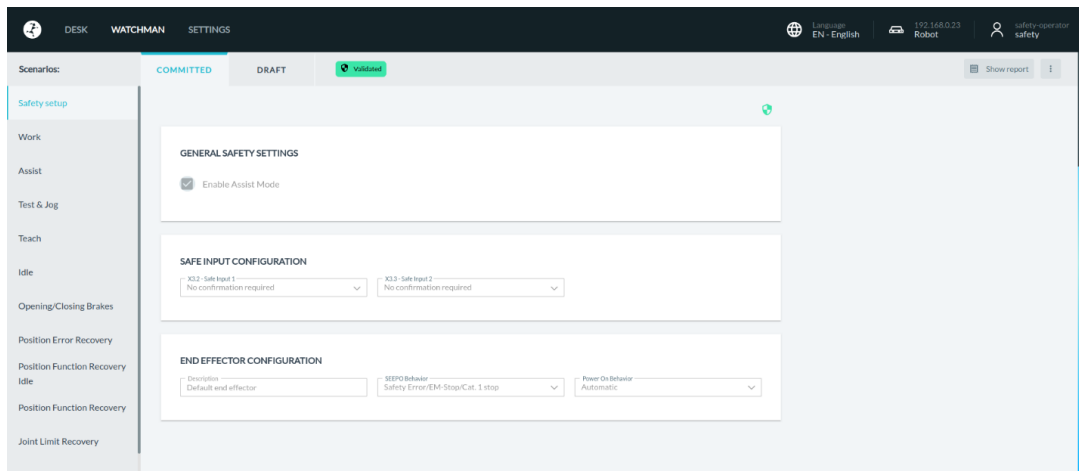 DESK WATCHMAN SETTINGS
Language
EN - English
192.168.0.23
Robot
safety-operator
safety
Scenarios:
COMMITTED DRAFT Validated Show report
Safety setup
Work
Assist
Test & Jog
Teach
Idle
Opening/Closing Brakes
Position Error Recovery
Position Function Recovery
Idle
Position Function Recovery
Joint Limit Recovery
GENERAL SAFETY SETTINGS
Enable Assist Mode
SAFE INPUT CONFIGURATION
X3.2 - Safe Input 1
No confirmation required
X3.3 - Safe Input 2
No confirmation required
END EFFECTOR CONFIGURATION
Description
Default end effector
SEEPO Behavior
Safety Error/EM-Stop/Cat. 1 stop
Power On Behavior
Automatic